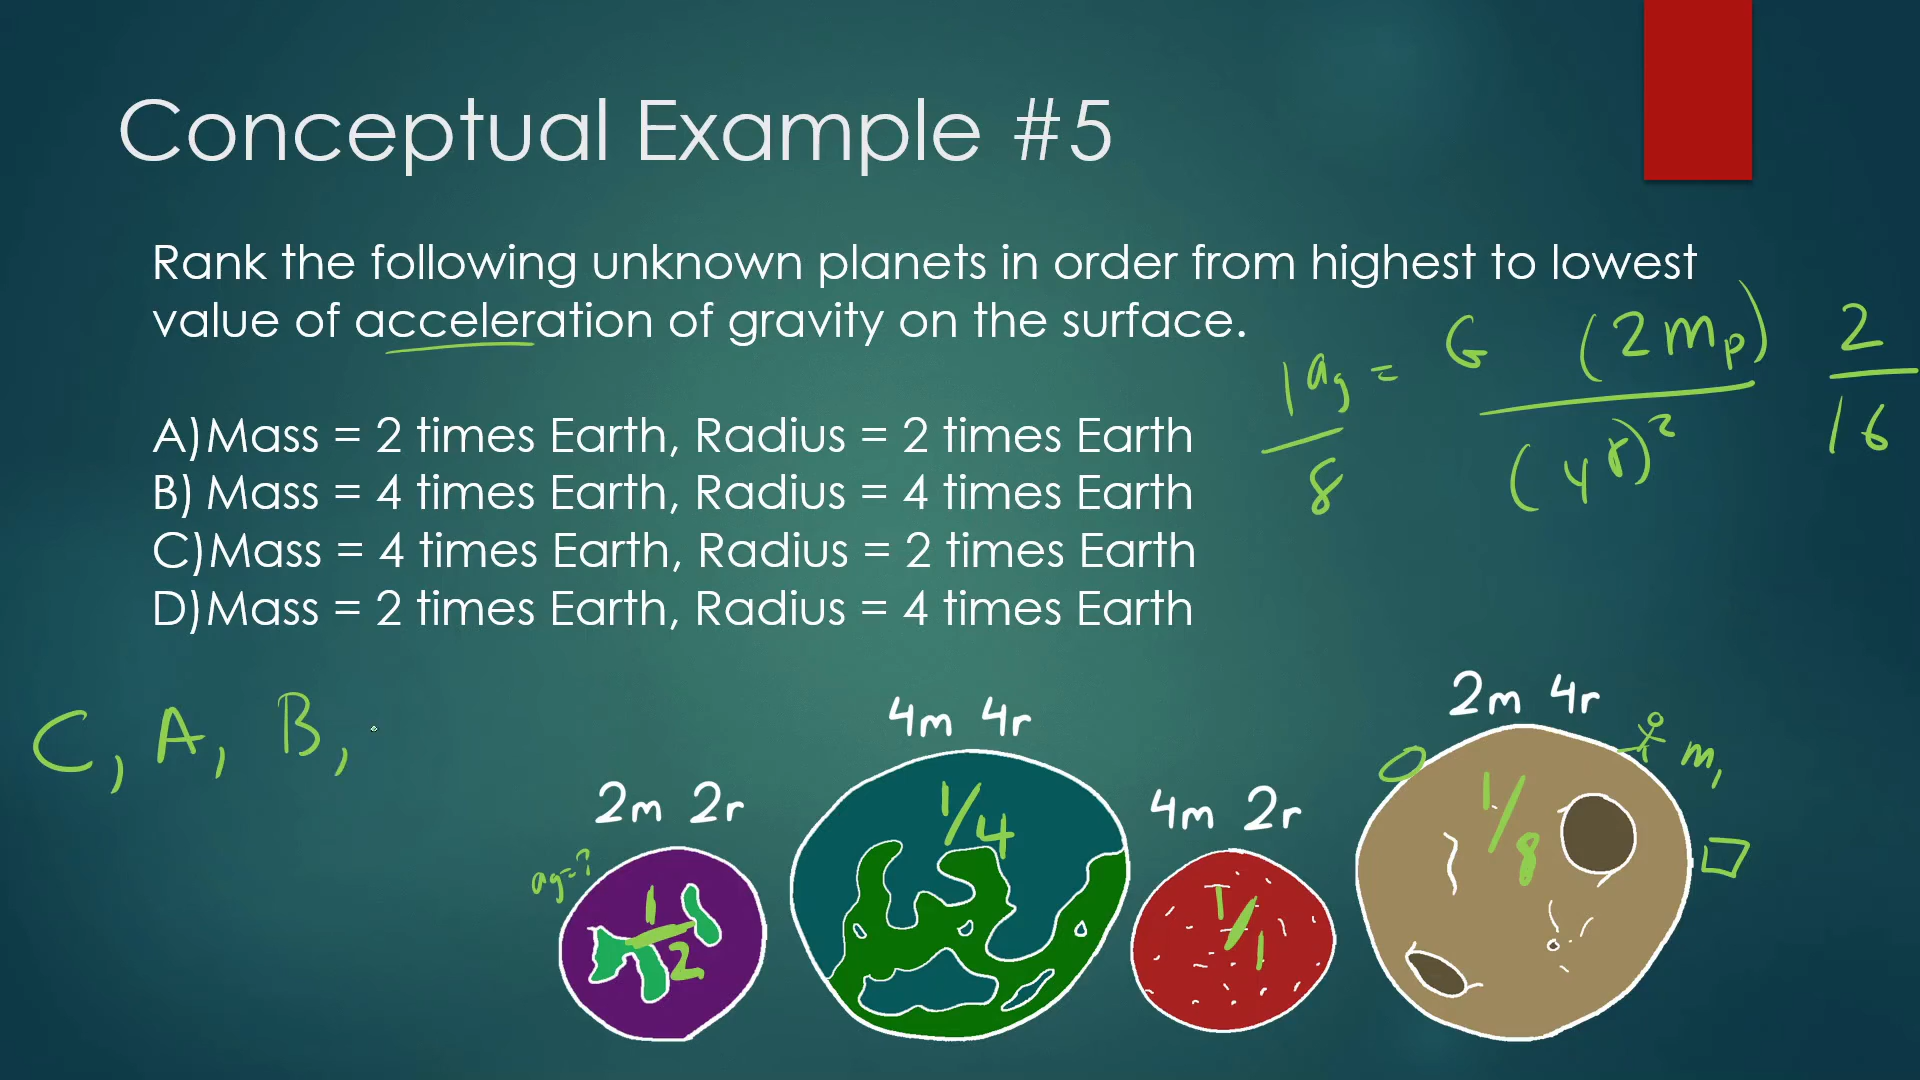 Conceptual Example #5
Rank the following unknown planets in order from highest to lowest
value of acceleration of gravity on the surface.
1ag/8 = G (2mp)/(4r)² 2/16
A)Mass = 2 times Earth, Radius = 2 times Earth
B) Mass = 4 times Earth, Radius = 4 times Earth
C)Mass = 4 times Earth, Radius = 2 times Earth
D)Mass = 2 times Earth, Radius = 4 times Earth
C, A, B,
2m 2r
4m 4r
4m 2r
2m 4r
m₁
ag=?
1/2
1/4
1/1
1/8